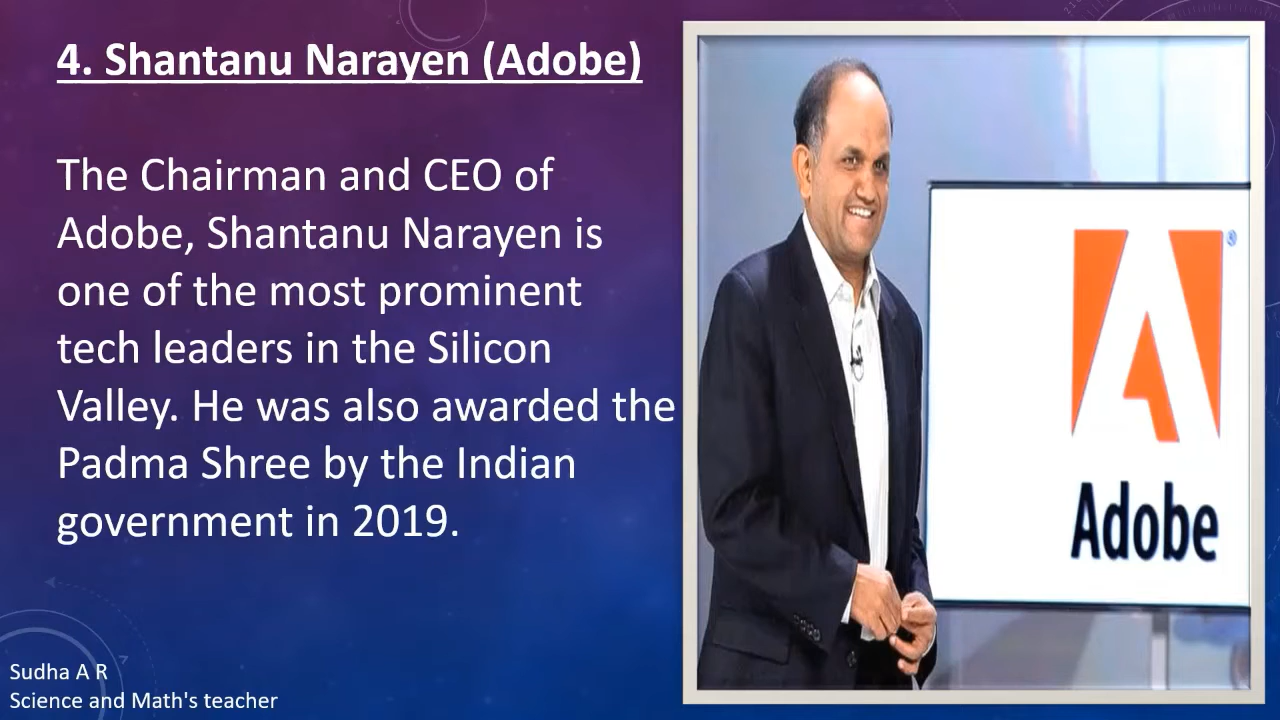 4. Shantanu Narayen (Adobe)
The Chairman and CEO of
Adobe, Shantanu Narayen is
one of the most prominent
tech leaders in the Silicon
Valley. He was also awarded the
Padma Shree by the Indian
government in 2019.
®
Adobe
Sudha A R
Science and Math's teacher